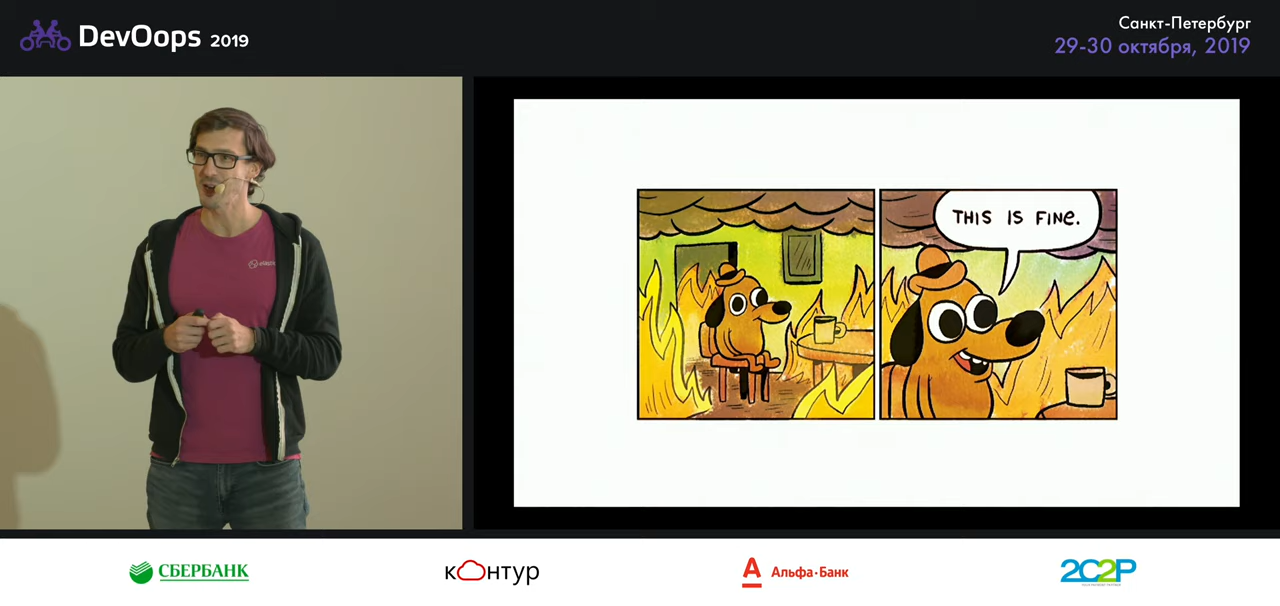 DevOops 2019
Санкт-Петербург
29-30 октября, 2019
THIS IS FINE.
СБЕРБАНК
кОнтур
Альфа·Банк
2C2P